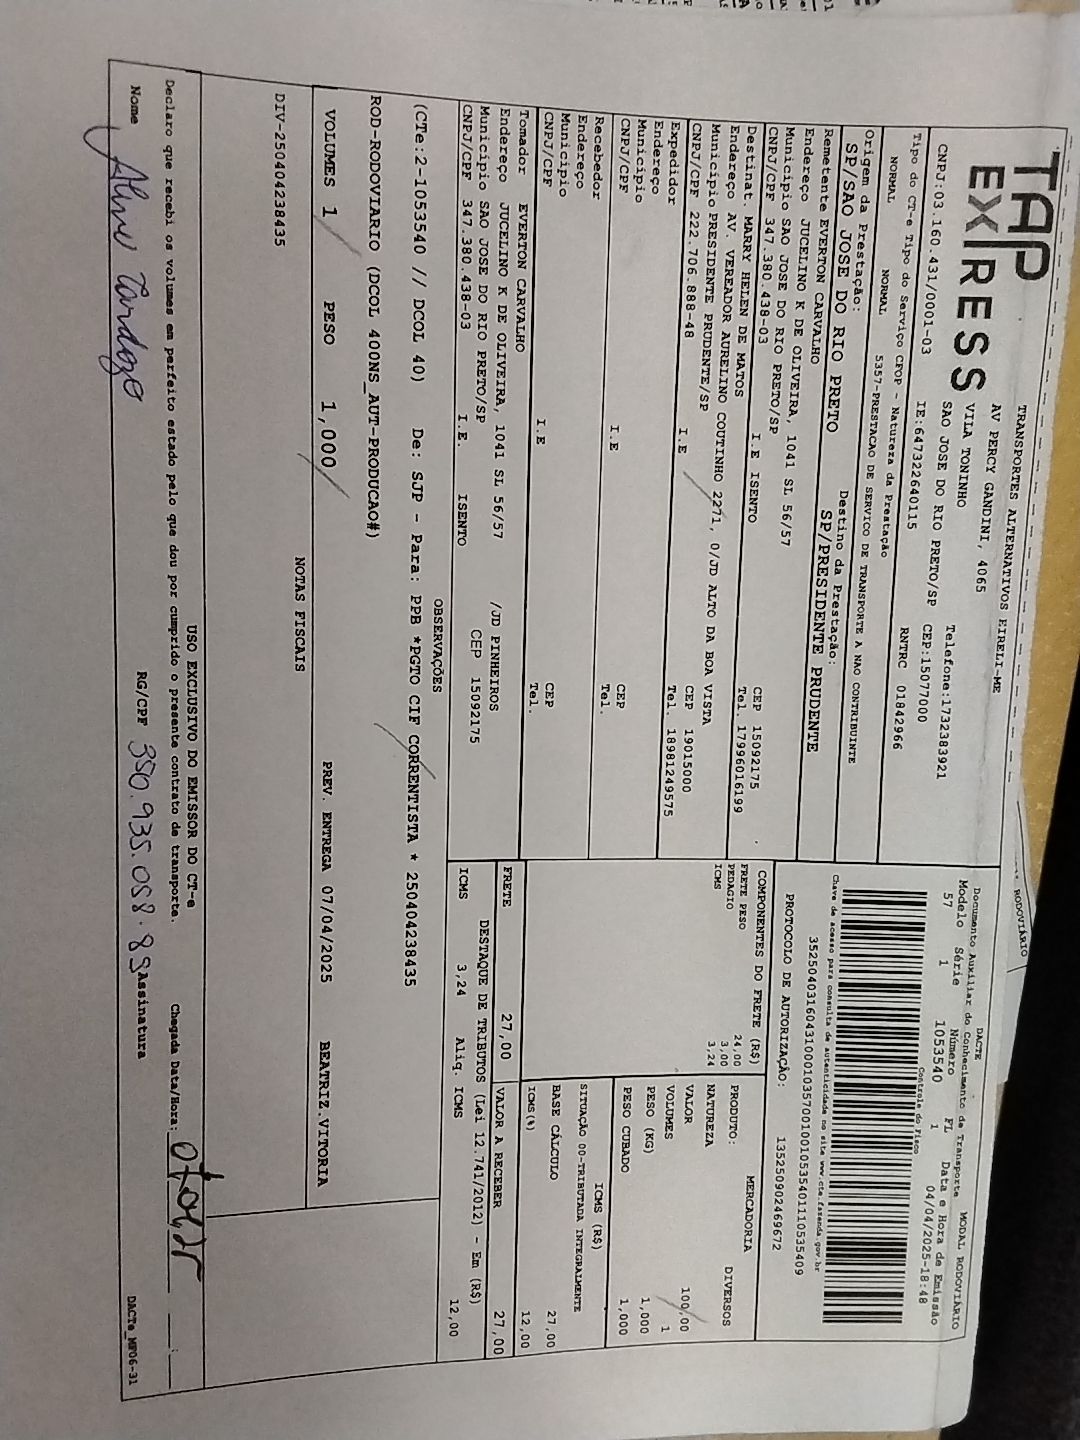 TAP
EXPRESS
TRANSPORTES ALTERNATIVOS EIRELI-ME
AV PERCY GANDINI, 4065
VILA TONINHO
SAO JOSE DO RIO PRETO/SP
Telefone:1732383921
CEP:15077000
CNPJ:03.160.431/0001-03 IE:647322640115 RNTRC 01842966
Tipo do CT-e Tipo do Serviço CFOP - Natureza da Prestação
NORMAL NORMAL 5357-PRESTACAO DE SERVICO DE TRANSPORTE A NAO CONTRIBUINTE
Origem da Prestação: Destino da Prestação:
SP/SAO JOSE DO RIO PRETO SP/PRESIDENTE PRUDENTE
Remetente EVERTON CARVALHO
Endereço JUCELINO K DE OLIVEIRA, 1041 SL 56/57
Municipio SAO JOSE DO RIO PRETO/SP CEP 15092175
CNPJ/CPF 347.380.438-03 I.E ISENTO Tel. 17996016199
Destinat. MARRY HELEN DE MATOS
Endereço AV. VEREADOR AURELINO COUTINHO 2271, 0/JD ALTO DA BOA VISTA
Municipio PRESIDENTE PRUDENTE/SP CEP 19015000
CNPJ/CPF 222.706.888-48 I.E Tel. 18981249575
Expedidor
Endereço
Municipio CEP
CNPJ/CPF I.E Tel.
Recebedor
Endereço
Municipio CEP
CNPJ/CPF I.E Tel.
Tomador EVERTON CARVALHO
Endereço JUCELINO K DE OLIVEIRA, 1041 SL 56/57 /JD PINHEIROS
Municipio SAO JOSE DO RIO PRETO/SP CEP 15092175
CNPJ/CPF 347.380.438-03 I.E. ISENTO
DACTE
Documento Auxiliar do Conhecimento de Transporte MODAL RODOVIÁRIO
Modelo Série Número FL Data e Hora de Emissão
57 1 1053540 1 04/04/2025-18:48
Controle do Fisco
Chave de acesso para consulta de autenticidade no site www.cte.fazenda.gov.br
35250403160431000103570010010535401110535409
PROTOCOLO DE AUTORIZAÇÃO: 135250902469672
COMPONENTES DO FRETE (R$)
FRETE PESO 24,00
PEDAGIO 3,00
ICMS 3,24
MERCADORIA
PRODUTO: DIVERSOS
NATUREZA
VALOR 100,00
VOLUMES 1
PESO (KG) 1,000
PESO CUBADO 1,000
ICMS (R$)
SITUAÇÃO 00-TRIBUTADA INTEGRALMENTE
BASE CÁLCULO 27,00
ICMS(%) 12,00
FRETE 27,00 VALOR A RECEBER 27,00
DESTAQUE DE TRIBUTOS (Lei 12.741/2012) - Em (R$)
ICMS 3,24 Aliq. ICMS 12,00
OBSERVAÇÕES
(CTe:2-1053540 // DCOL 40) De: SJP - Para: PPB *PGTO CIF CORRENTISTA * 250404238435
ROD-RODOVIARIO (DCOL 400NS_AUT-PRODUCAO#)
VOLUMES 1 PESO 1,000 PREV. ENTREGA 07/04/2025 BEATRIZ.VITORIA
NOTAS FISCAIS
DIV-250404238435
USO EXCLUSIVO DO EMISSOR DO CT-e
Declaro que recebi os volumes em perfeito estado pelo que dou por cumprido o presente contrato de transporte. Chegada Data/Hora:
Nome Aline Cardozo RG/CPF 350.935.058.89 Assinatura
DACTe_MF06-31
RODOVIÁRIO